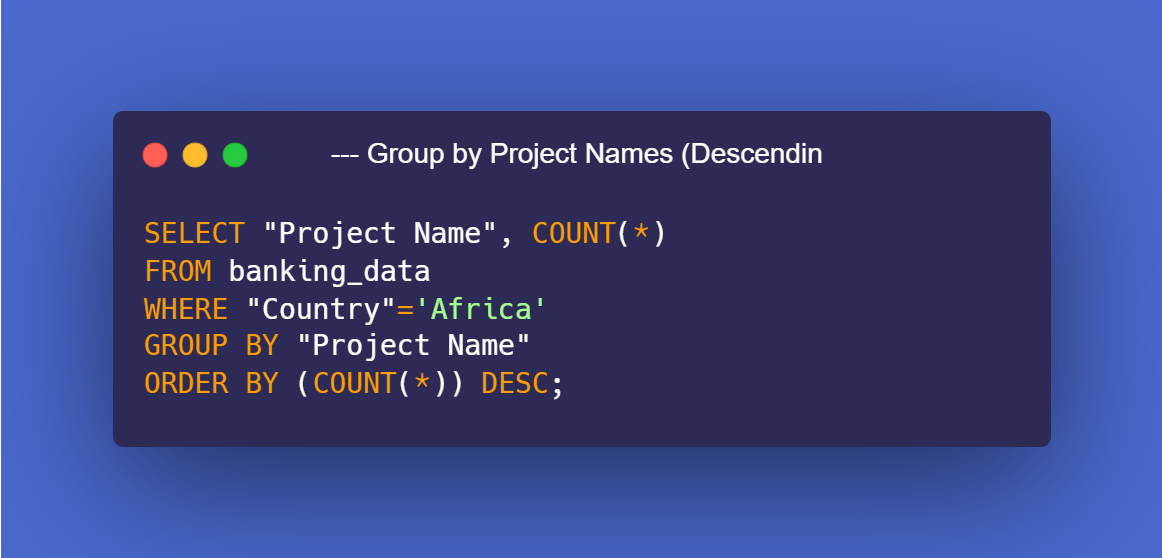 --- Group by Project Names (Descendin
SELECT "Project Name", COUNT(*)
FROM banking_data
WHERE "Country"='Africa'
GROUP BY "Project Name"
ORDER BY (COUNT(*)) DESC;